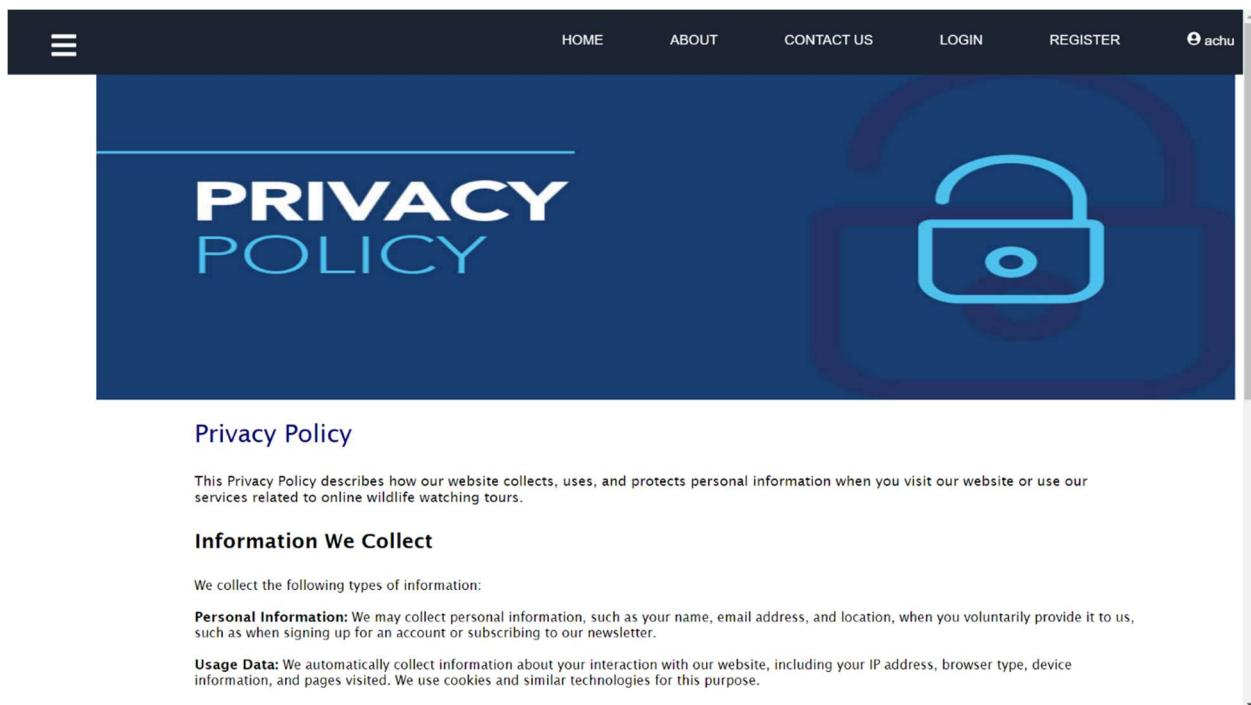 HOME ABOUT CONTACT US LOGIN REGISTER achu
PRIVACY
POLICY
Privacy Policy
This Privacy Policy describes how our website collects, uses, and protects personal information when you visit our website or use our
services related to online wildlife watching tours.
Information We Collect
We collect the following types of information:
Personal Information: We may collect personal information, such as your name, email address, and location, when you voluntarily provide it to us,
such as when signing up for an account or subscribing to our newsletter.
Usage Data: We automatically collect information about your interaction with our website, including your IP address, browser type, device
information, and pages visited. We use cookies and similar technologies for this purpose.